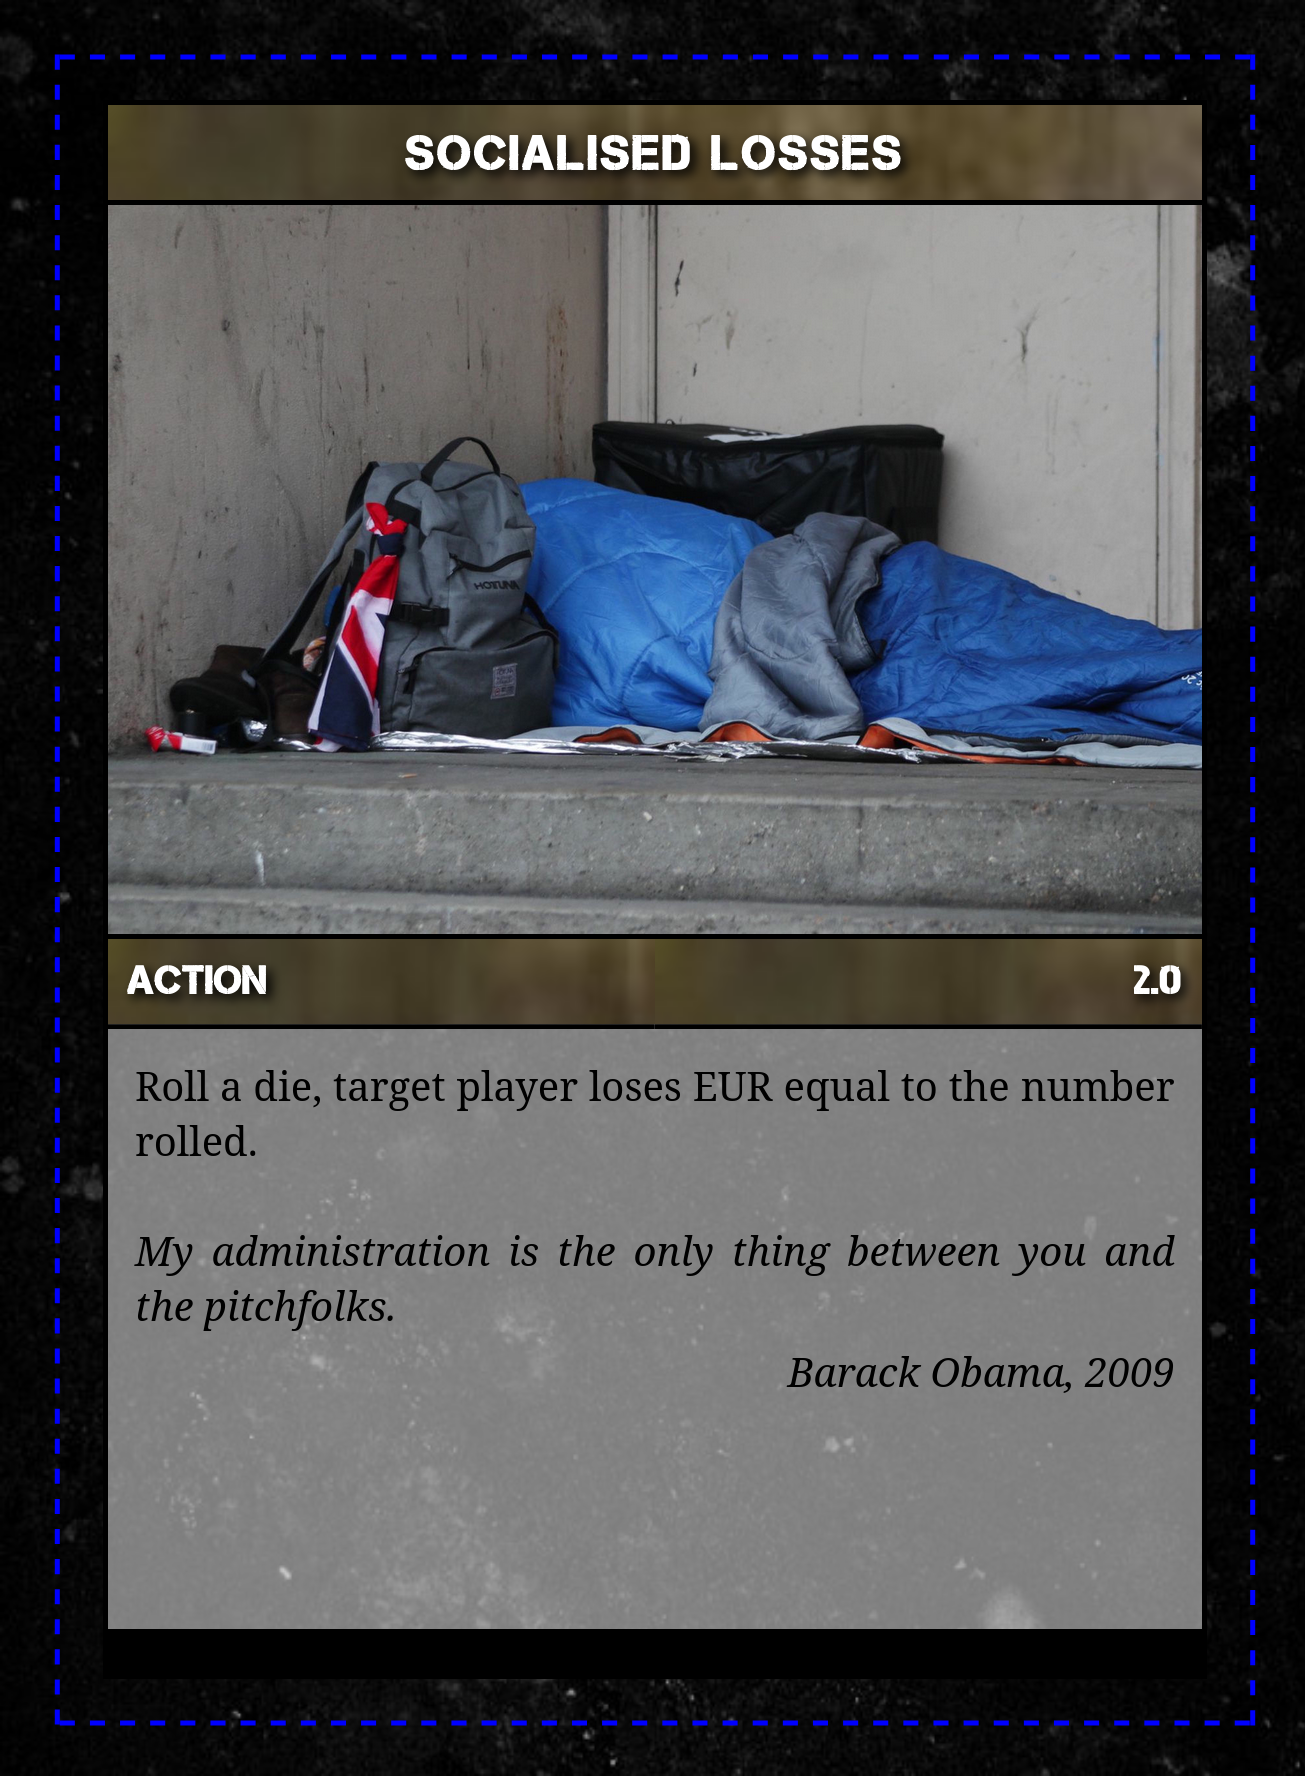 SOCIALISED LOSSES
HOTUNA
ACTION
2.0
Roll a die, target player loses EUR equal to the number
rolled.
My administration is the only thing between you and
the pitchfolks.
Barack Obama, 2009